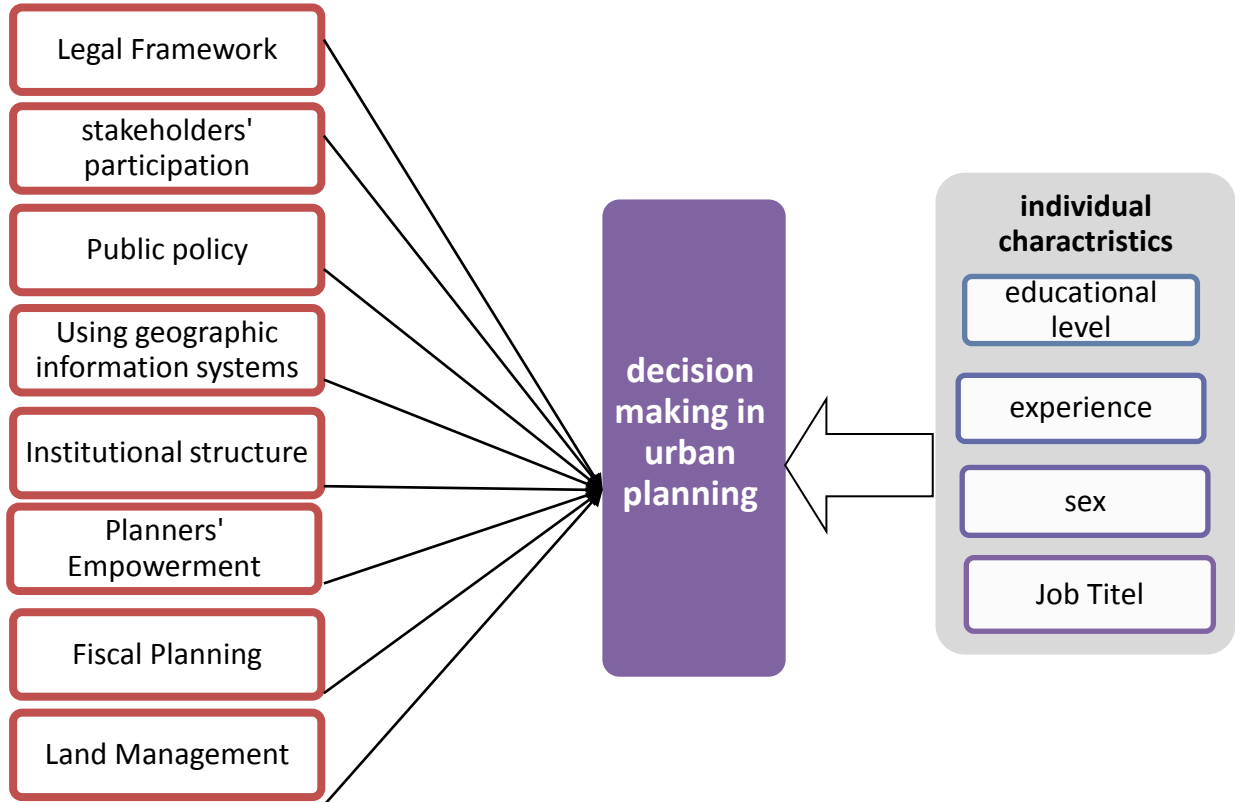 Legal Framework
stakeholders'
participation
Public policy
Using geographic
information systems
Institutional structure
Planners'
Empowerment
Fiscal Planning
Land Management
decision
making in
urban
planning
individual
charactristics
educational
level
experience
sex
Job Titel